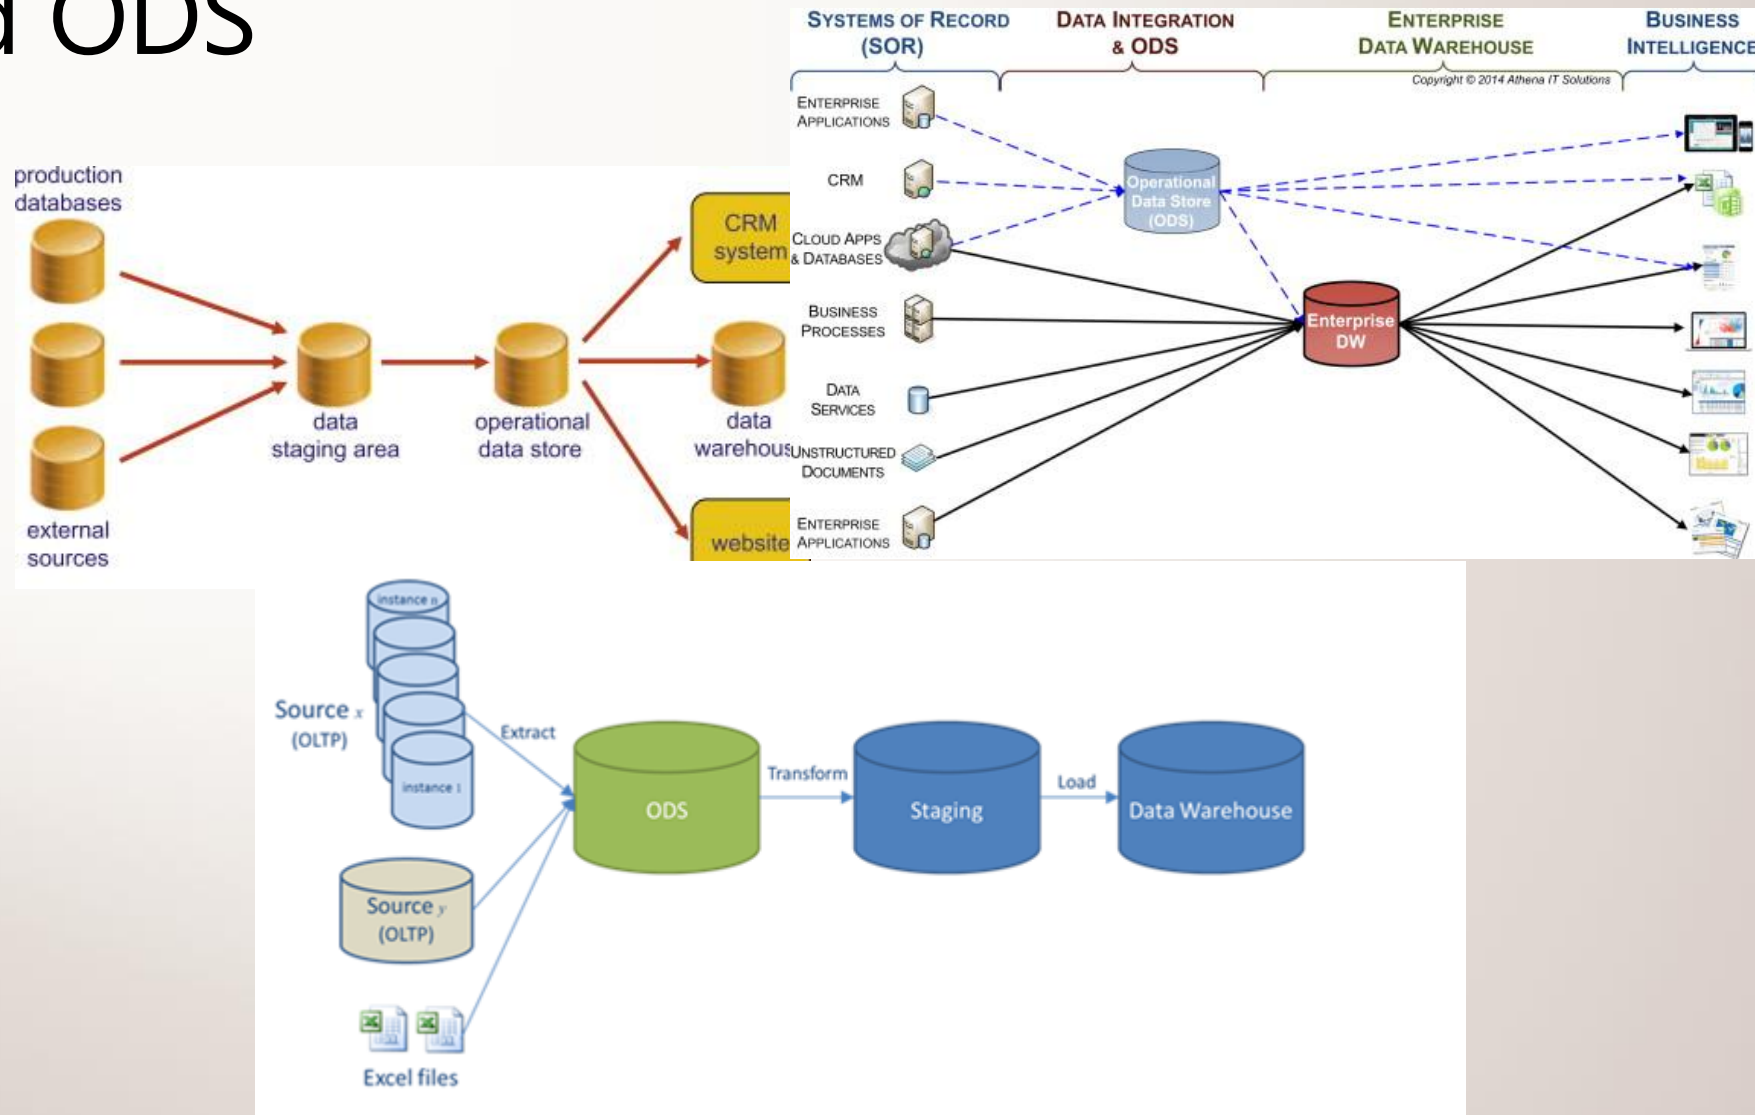 d ODS
production
databases
external
sources
data
staging area
operational
data store
CRM
system
data
warehous
website
SYSTEMS OF RECORD
(SOR)
DATA INTEGRATION
& ODS
ENTERPRISE
DATA WAREHOUSE
BUSINESS
INTELLIGENCE
Copyright © 2014 Athena IT Solutions
ENTERPRISE
APPLICATIONS
CRM
CLOUD APPS
& DATABASES
BUSINESS
PROCESSES
DATA
SERVICES
UNSTRUCTURED
DOCUMENTS
ENTERPRISE
APPLICATIONS
Operational
Data Store
(ODS)
Enterprise
DW
instance n
Source x
(OLTP)
instance 1
Extract
Source y
(OLTP)
Excel files
ODS
Transform
Staging
Load
Data Warehouse